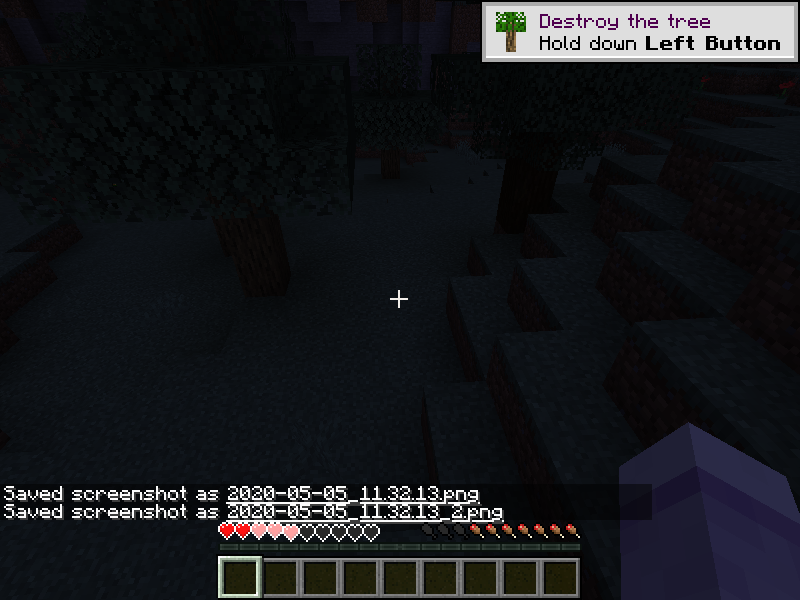 Destroy the tree
Hold down Left Button
Saved screenshot as 2020-05-05_11.32.13.png
Saved screenshot as 2020-05-05_11.32.13_2.png